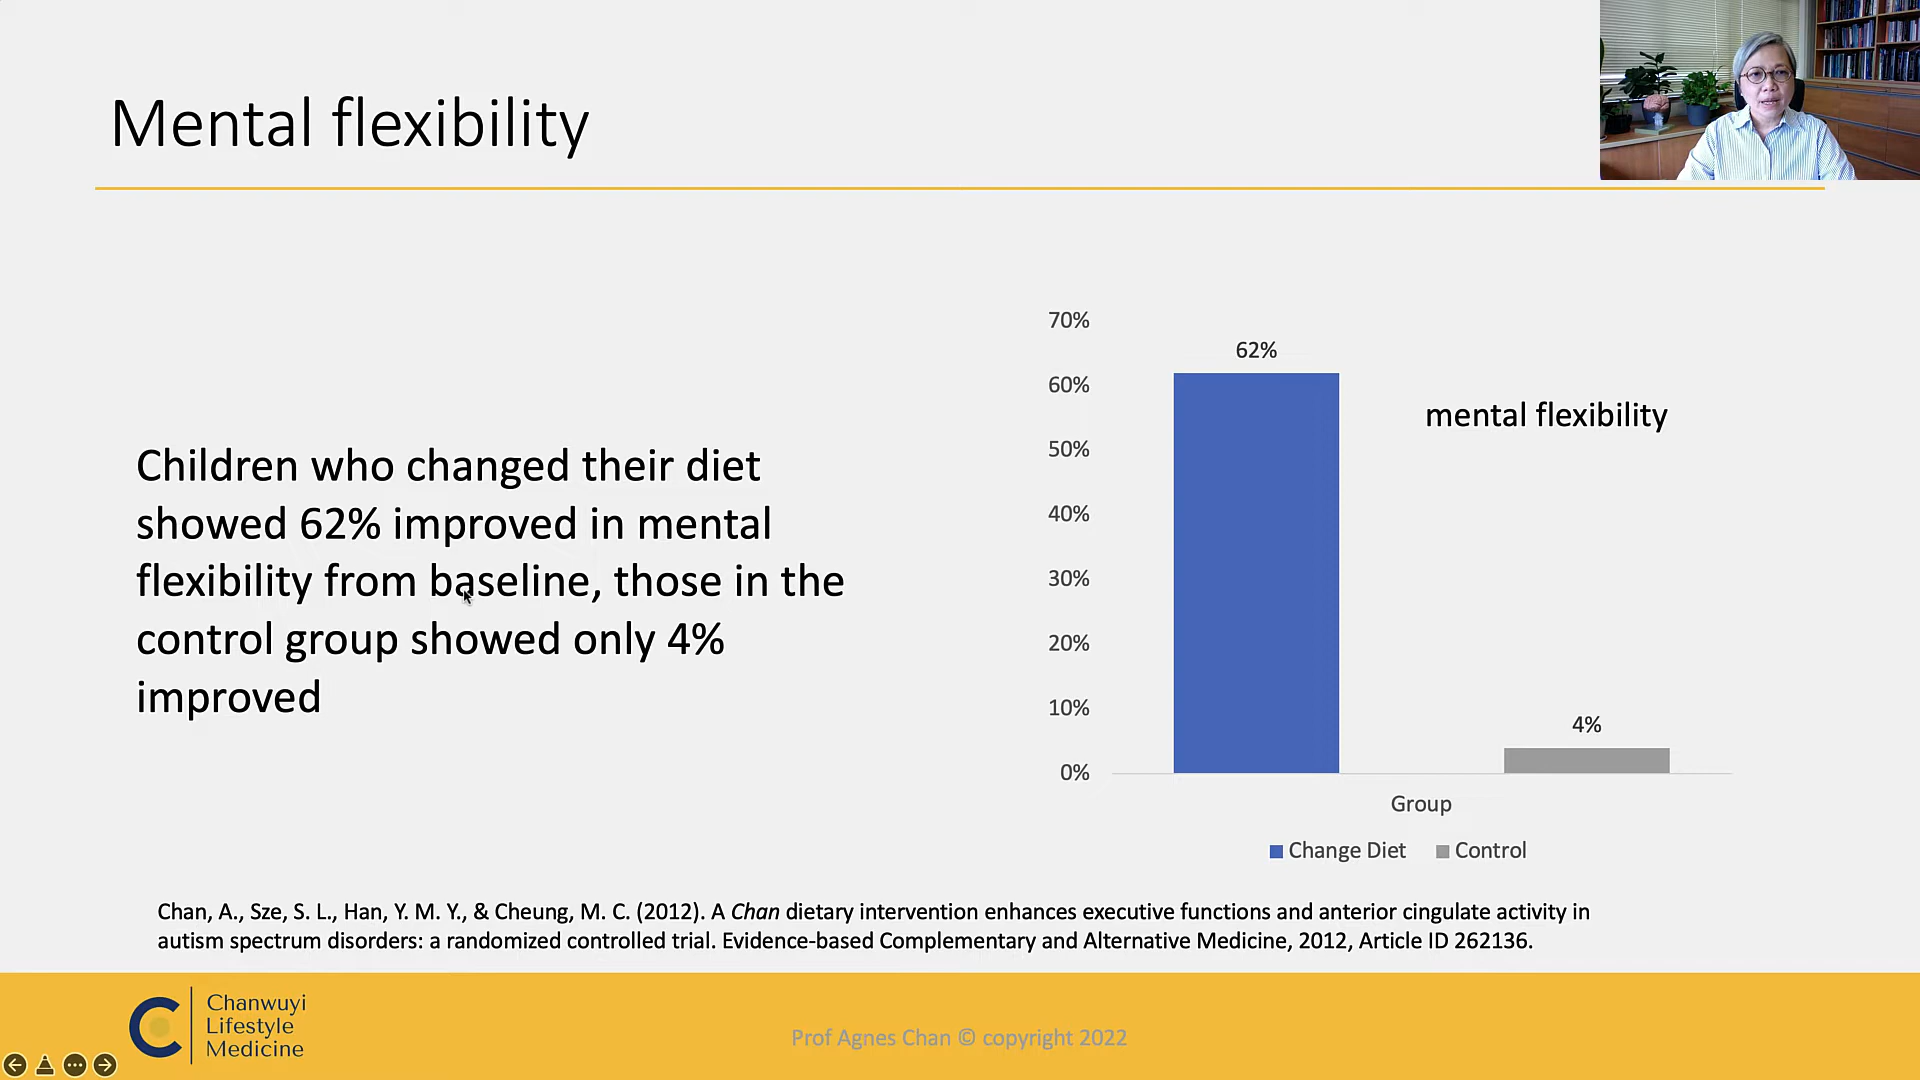 Mental flexibility
Children who changed their diet
showed 62% improved in mental
flexibility from baseline, those in the
control group showed only 4%
improved
70%
60%
50%
40%
30%
20%
10%
0%
62%
4%
mental flexibility
Group
Change Diet
Control
Chan, A., Sze, S. L., Han, Y. M. Y., & Cheung, M. C. (2012). A Chan dietary intervention enhances executive functions and anterior cingulate activity in
autism spectrum disorders: a randomized controlled trial. Evidence-based Complementary and Alternative Medicine, 2012, Article ID 262136.
Chanwuyi
Lifestyle
Medicine
Prof Agnes Chan © copyright 2022